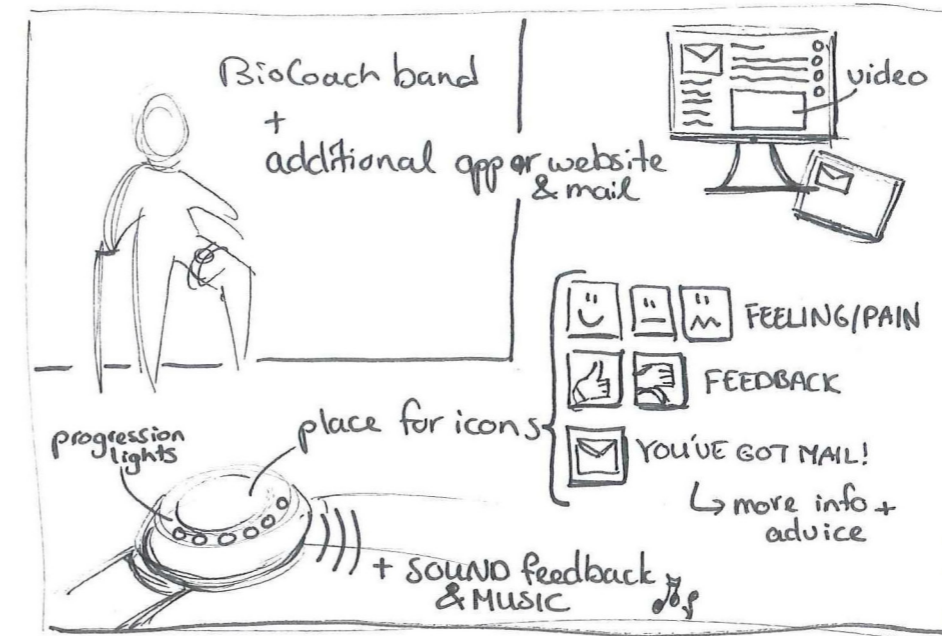 BioCoach band
+
additional app or website
& mail
video
FEELING/PAIN
FEEDBACK
YOU'VE GOT MAIL!
↳ more info +
advice
progression
lights
place for icons
+ SOUND feedback
& MUSIC